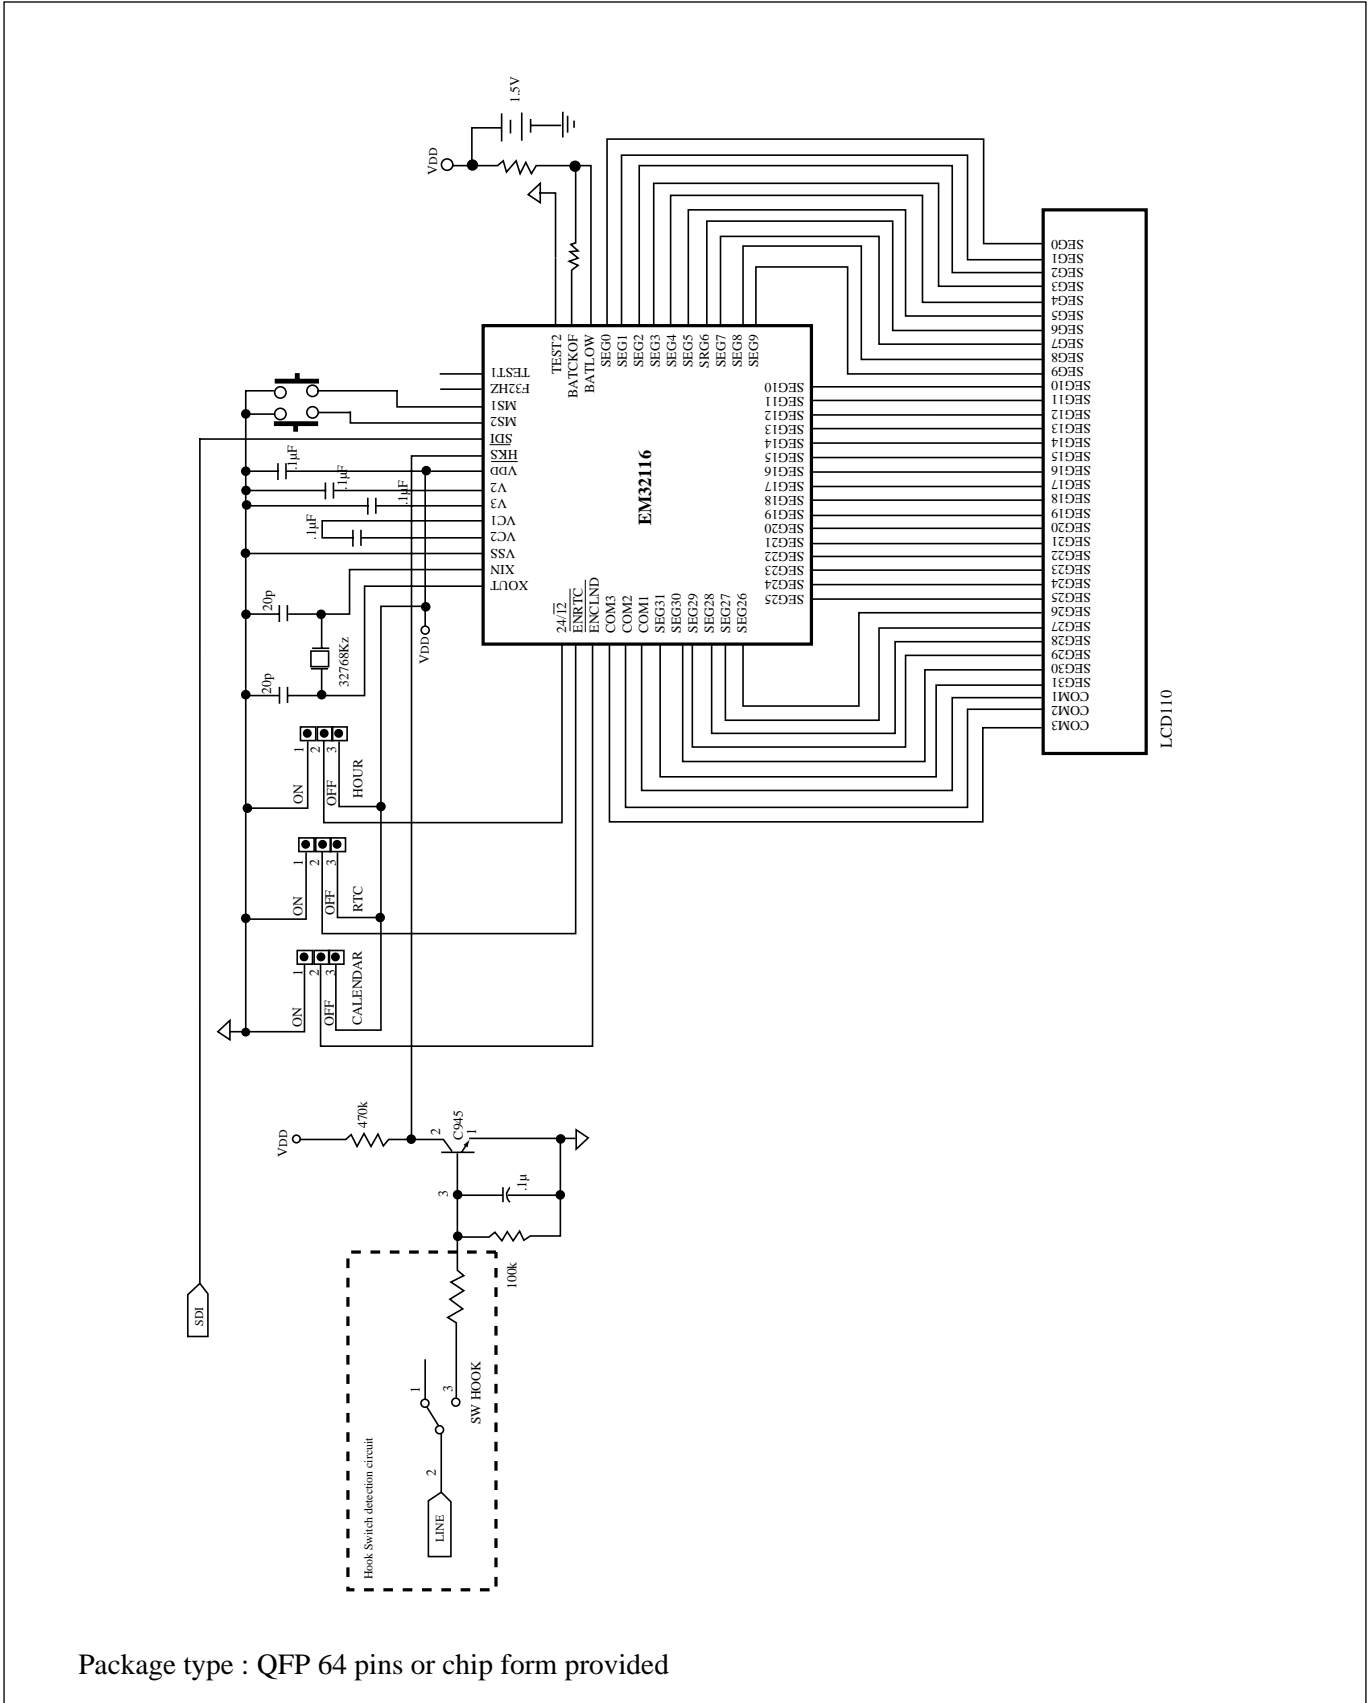 1.5V
VDD
TEST2
BATCKOF
BATLOW
SEG0
SEG1
SEG2
SEG3
SEG4
SEG5
SRG6
SEG7
SEG8
SEG9
TEST1
F32HZ
MS1
MS2
SDI
HKS
VDD
V2
V3
VC1
VC2
VSS
XIN
XOUT
.1µF
.1µF
.1µF
.1µF
EM32116
SEG10
SEG11
SEG12
SEG13
SEG14
SEG15
SEG16
SEG17
SEG18
SEG19
SEG20
SEG21
SEG22
SEG23
SEG24
SEG25
24/12
ENRTC
ENCLND
COM3
COM2
COM1
SEG31
SEG30
SEG29
SEG28
SEG27
SEG26
SEG0
SEG1
SEG2
SEG3
SEG4
SEG5
SEG6
SEG7
SEG8
SEG9
SEG10
SEG11
SEG12
SEG13
SEG14
SEG15
SEG16
SEG17
SEG18
SEG19
SEG20
SEG21
SEG22
SEG23
SEG24
SEG25
SEG26
SEG27
SEG28
SEG29
SEG30
SEG31
COM1
COM2
COM3
LCD110
20p
32768Kz
20p
VDD
1
2
3
ON
OFF
HOUR
1
2
3
ON
OFF
RTC
1
2
3
ON
OFF
CALENDAR
VDD
470k
2
C945
1
3
.1µ
100k
SDI
1
3
SW HOOK
2
LINE
Hook Switch detection circuit
Package type : QFP 64 pins or chip form provided